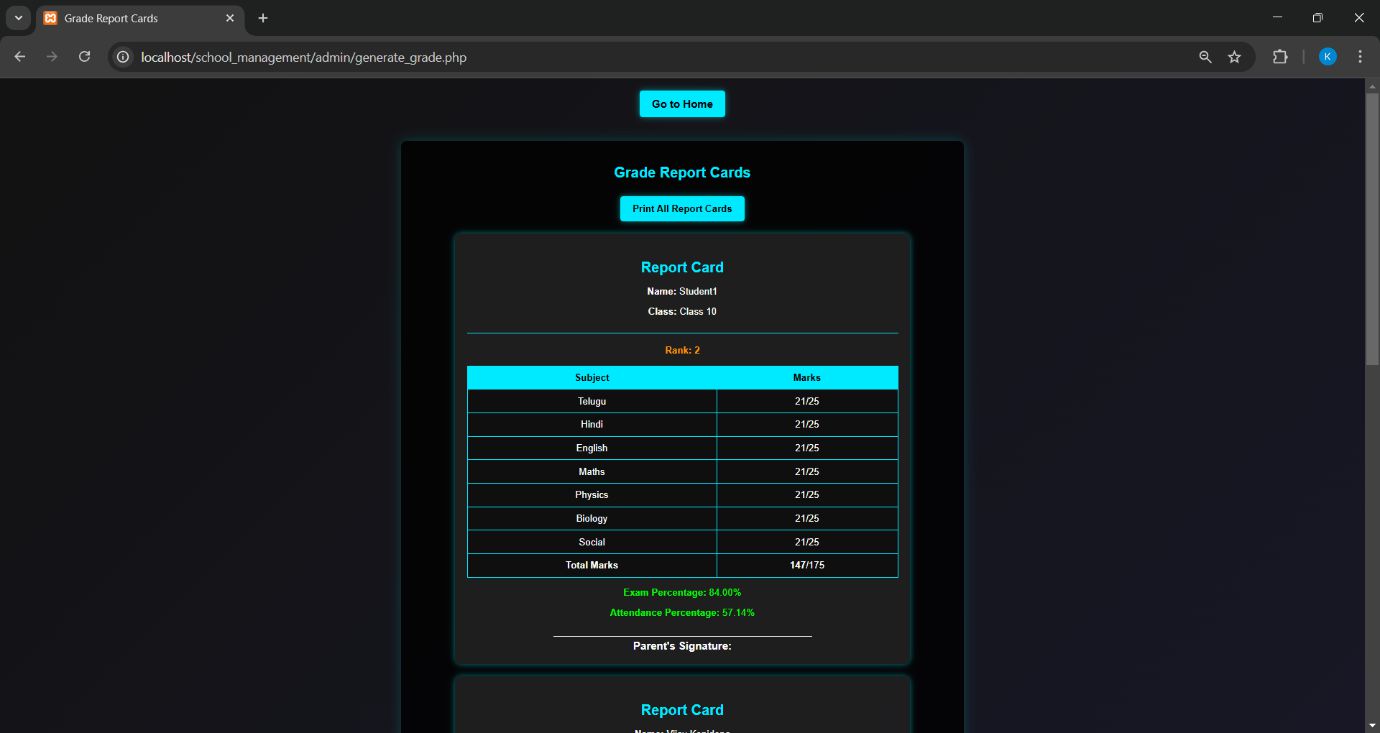 Grade Report Cards
localhost/school_management/admin/generate_grade.php
K
Go to Home
Grade Report Cards
Print All Report Cards
Report Card
Name: Student1
Class: Class 10
Rank: 2
Subject Marks
Telugu 21/25
Hindi 21/25
English 21/25
Maths 21/25
Physics 21/25
Biology 21/25
Social 21/25
Total Marks 147/175
Exam Percentage: 84.00%
Attendance Percentage: 57.14%
Parent's Signature:
Report Card
Name: